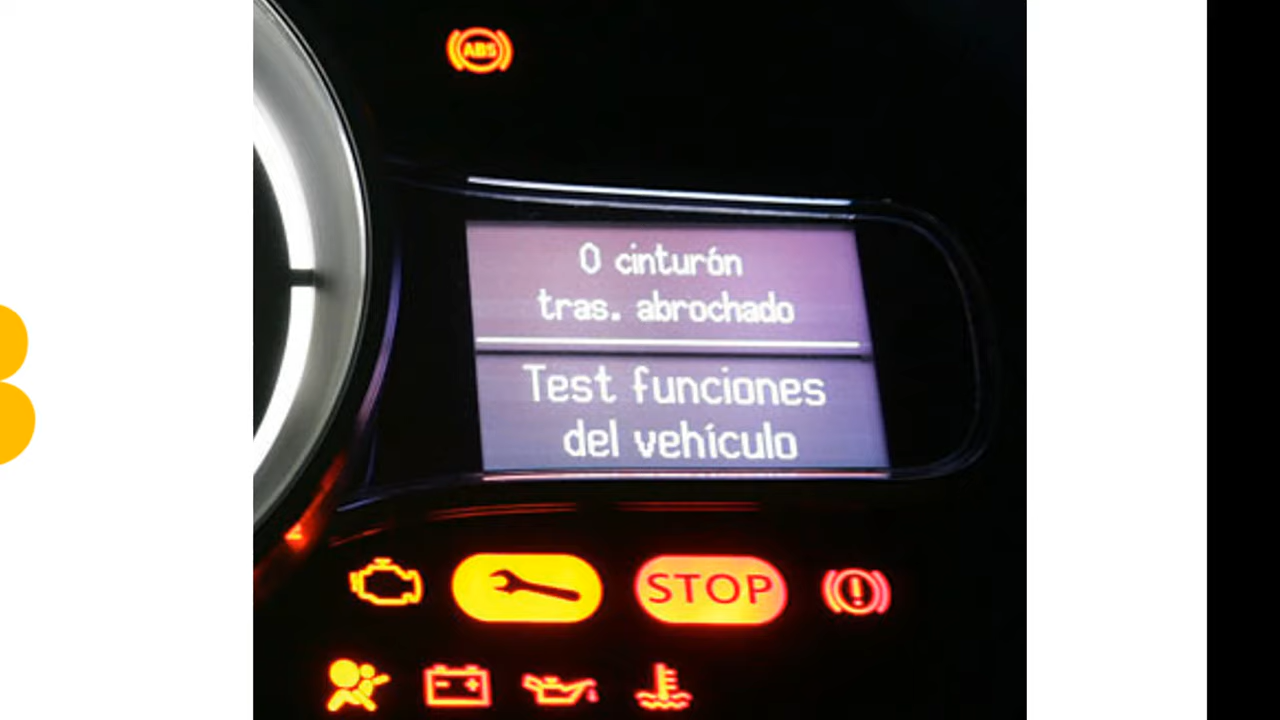 ABS
0 cinturón
tras. abrochado
Test funciones
del vehículo
STOP